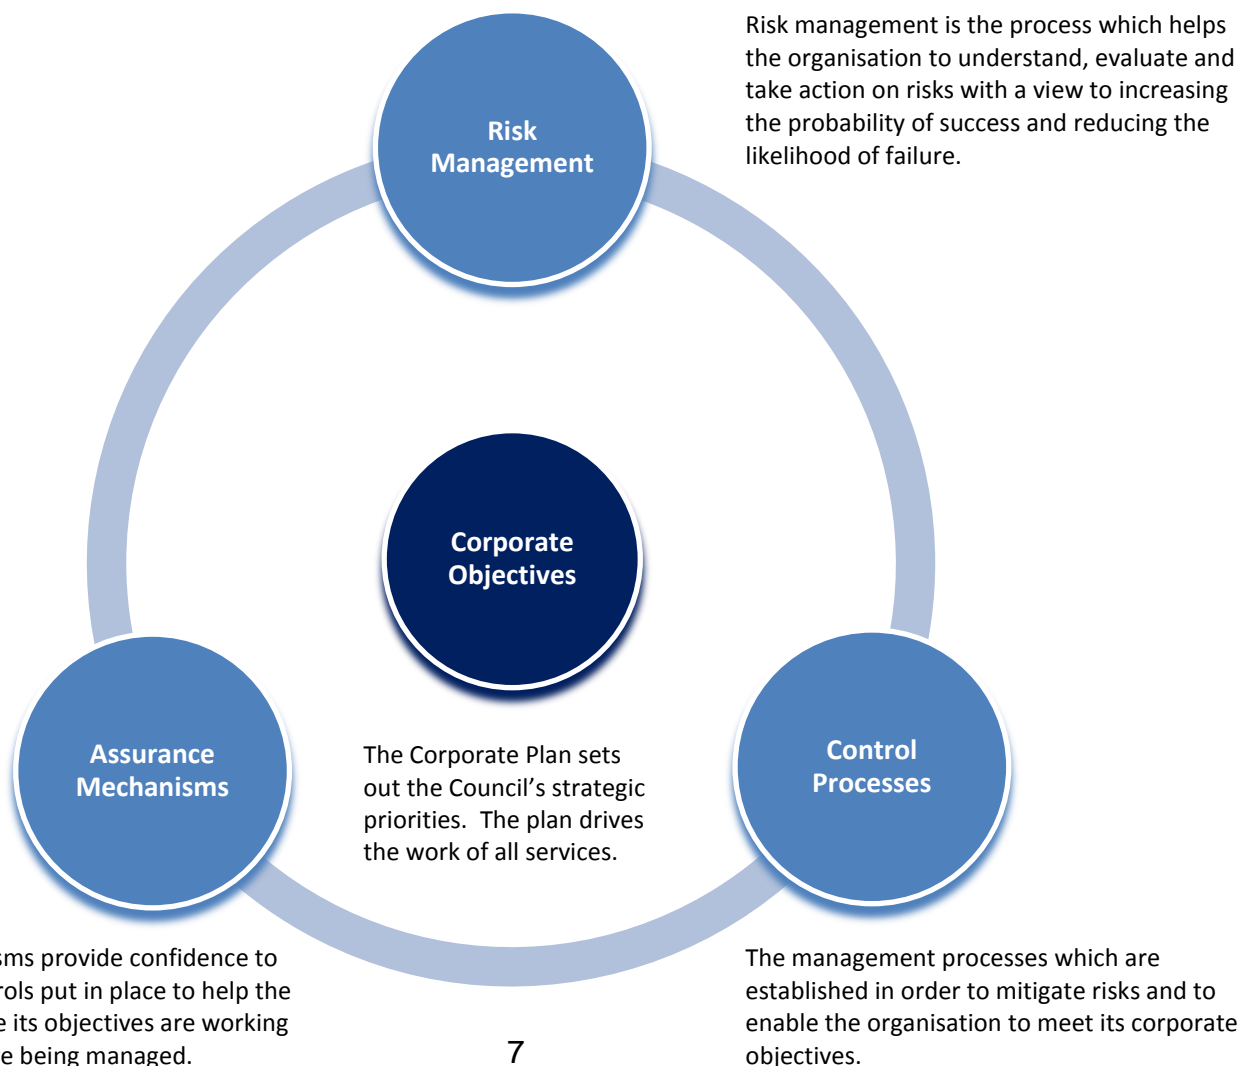 Risk management is the process which helps
the organisation to understand, evaluate and
take action on risks with a view to increasing
the probability of success and reducing the
likelihood of failure.
Risk
Management
Corporate
Objectives
The Corporate Plan sets
out the Council’s strategic
priorities.  The plan drives
the work of all services.
Assurance
Mechanisms
Control
Processes
provide confidence to
put in place to help the
its objectives are working
being managed.
The management processes which are
established in order to mitigate risks and to
enable the organisation to meet its corporate
objectives.
7